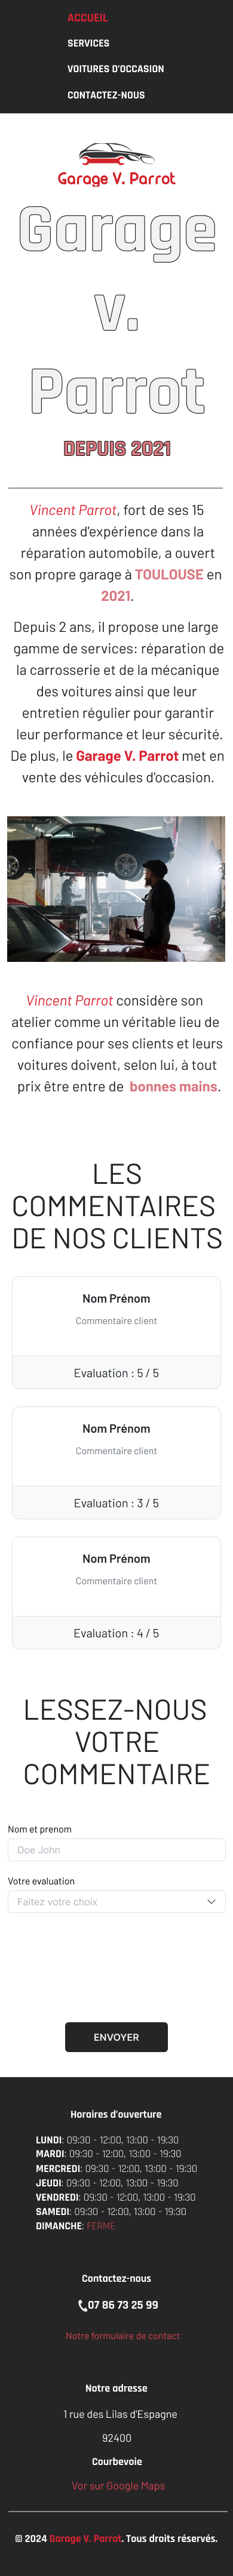 ACCUEIL
SERVICES
VOITURES D'OCCASION
CONTACTEZ-NOUS
Garage V. Parrot
Garage
V.
Parrot
DEPUIS 2021
Vincent Parrot, fort de ses 15
années d'expérience dans la
réparation automobile, a ouvert
son propre garage à TOULOUSE en
2021.
Depuis 2 ans, il propose une large
gamme de services: réparation de
la carrosserie et de la mécanique
des voitures ainsi que leur
entretien régulier pour garantir
leur performance et leur sécurité.
De plus, le Garage V. Parrot met en
vente des véhicules d'occasion.
Vincent Parrot considère son
atelier comme un véritable lieu de
confiance pour ses clients et leurs
voitures doivent, selon lui, à tout
prix être entre de bonnes mains.
LES
COMMENTAIRES
DE NOS CLIENTS
Nom Prénom
Commentaire client
Evaluation : 5 / 5
Nom Prénom
Commentaire client
Evaluation : 3 / 5
Nom Prénom
Commentaire client
Evaluation : 4 / 5
LESSEZ-NOUS
VOTRE
COMMENTAIRE
Nom et prenom
Doe John
Votre evaluation
Faitez votre choix
ENVOYER
Horaires d'ouverture
LUNDI: 09:30 - 12:00, 13:00 - 19:30
MARDI: 09:30 - 12:00, 13:00 - 19:30
MERCREDI: 09:30 - 12:00, 13:00 - 19:30
JEUDI: 09:30 - 12:00, 13:00 - 19:30
VENDREDI: 09:30 - 12:00, 13:00 - 19:30
SAMEDI: 09:30 - 12:00, 13:00 - 19:30
DIMANCHE: FERME
Contactez-nous
07 86 73 25 99
Notre formulaire de contact
Notre adresse
1 rue des Lilas d'Espagne
92400
Courbevoie
Vor sur Google Maps
© 2024 Garage V. Parrot. Tous droits réservés.